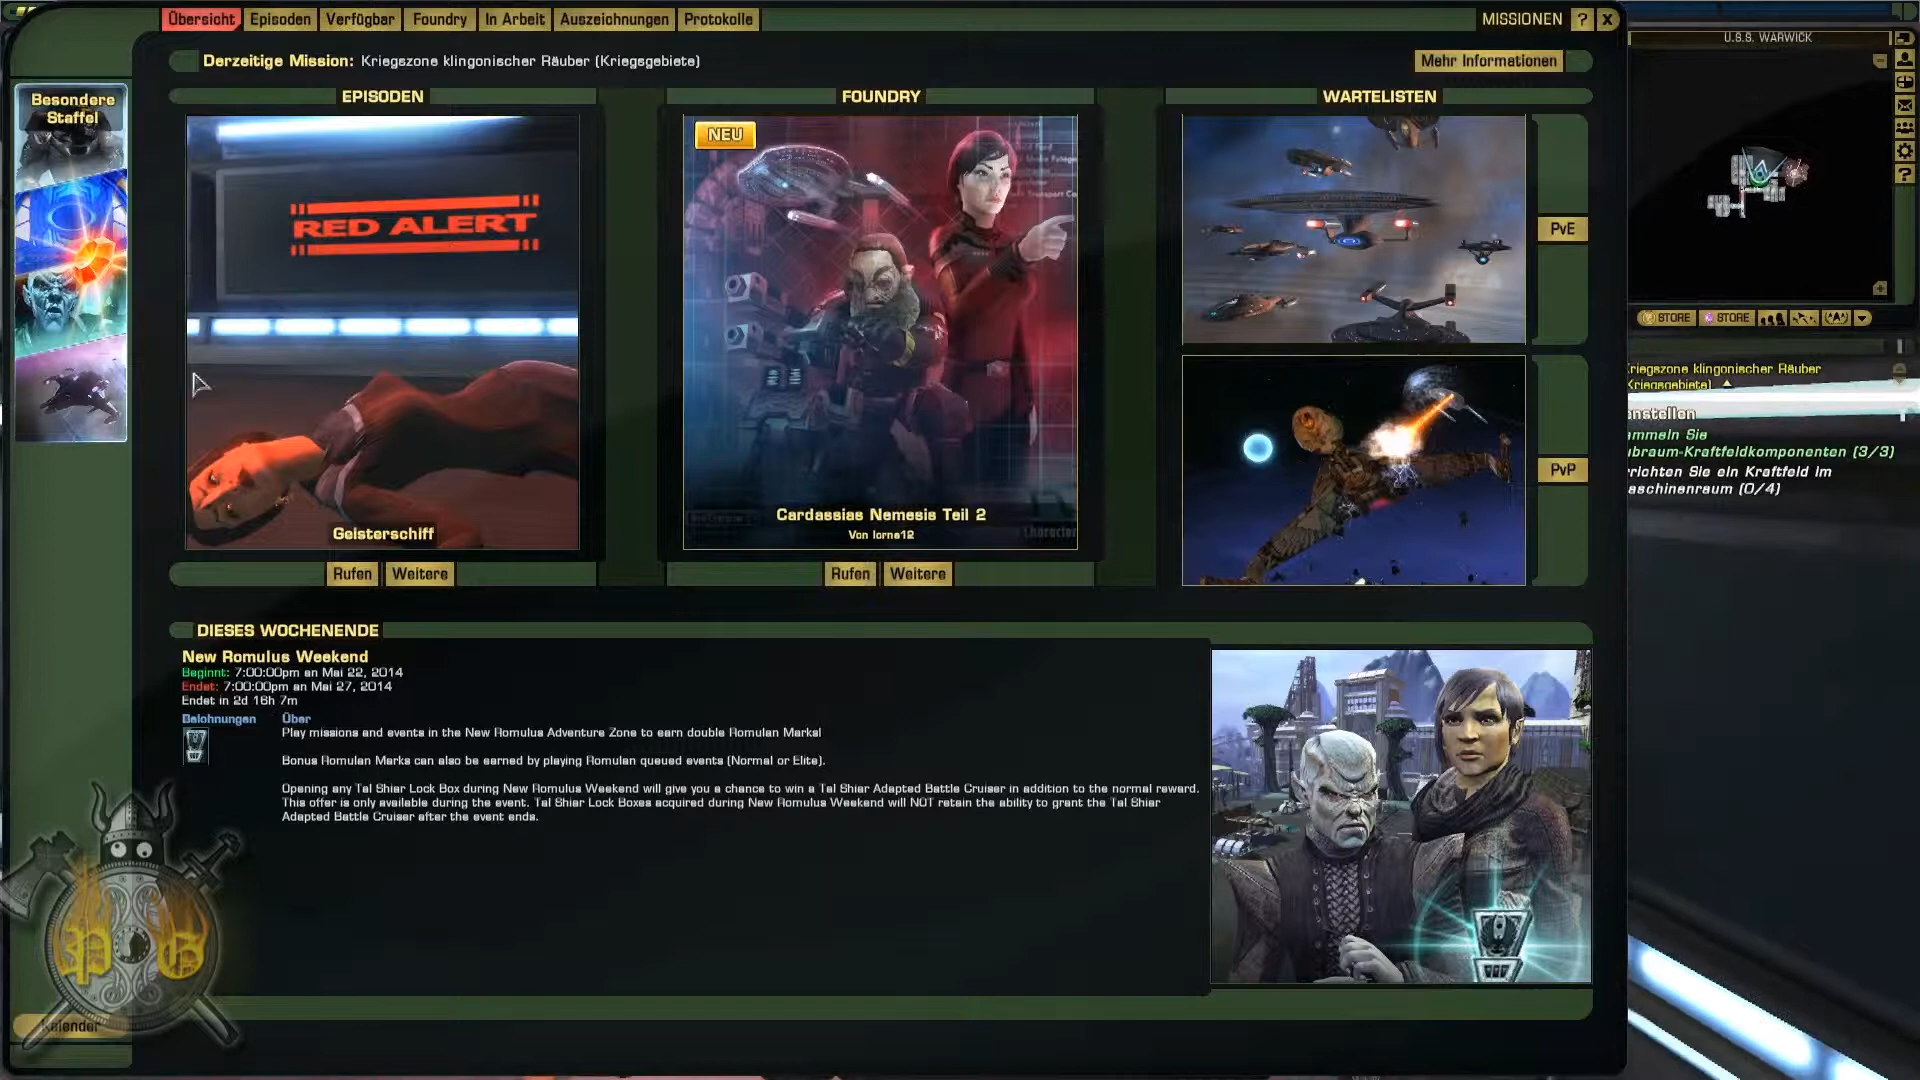 Übersicht
Episoden
Verfügbar
Foundry
In Arbeit
Auszeichnungen
Protokolle
MISSIONEN
?
X
U.S.S. WARWICK
Derzeitige Mission: Kriegszone klingonischer Räuber (Kriegsgebiete)
Mehr Informationen
Besondere
Staffel
EPISODEN
FOUNDRY
WARTELISTEN
RED ALERT
NEU
PvE
PvP
Geisterschiff
Cardassias Nemesis Teil 2
Von lorne12
Rufen
Weitere
Rufen
Weitere
STORE
STORE
Kriegszone klingonischer Räuber
(Kriegsgebiete)
enstellen
ammeln Sie
ubraum-Kraftfeldkomponenten (3/3)
rrichten Sie ein Kraftfeld im
aschinenraum (0/4)
DIESES WOCHENENDE
New Romulus Weekend
Beginnt: 7:00:00pm an Mai 22, 2014
Endet: 7:00:00pm an Mai 27, 2014
Endet in 2d 16h 7m
Belohnungen
Über
Play missions and events in the New Romulus Adventure Zone to earn double Romulan Marks!
Bonus Romulan Marks can also be earned by playing Romulan queued events (Normal or Elite).
Opening any Tal Shiar Lock Box during New Romulus Weekend will give you a chance to win a Tal Shiar Adapted Battle Cruiser in addition to the normal reward.
This offer is only available during the event. Tal Shiar Lock Boxes acquired during New Romulus Weekend will NOT retain the ability to grant the Tal Shiar
Adapted Battle Cruiser after the event ends.
P G
Kalender